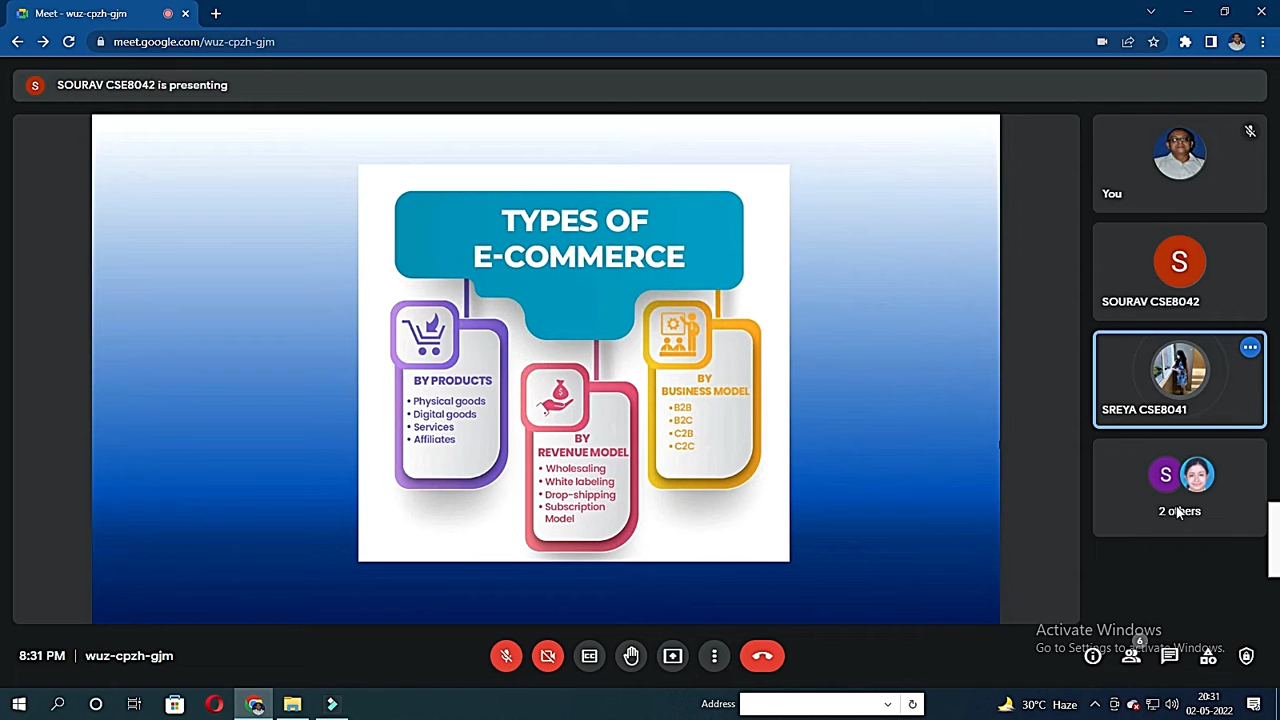 Meet - wuz-cpzh-gjm
meet.google.com/wuz-cpzh-gjm
S
SOURAV CSE8042 is presenting
TYPES OF
E-COMMERCE
BY PRODUCTS
• Physical goods
• Digital goods
• Services
• Affiliates
BY
REVENUE MODEL
• Wholesaling
• White labeling
• Drop-shipping
• Subscription
Model
BY
BUSINESS MODEL
• B2B
• B2C
• C2B
• C2C
You
S
SOURAV CSE8042
SREYA CSE8041
S
2 others
Activate Windows
Go to Settings to activate Windows.
8:31 PM | wuz-cpzh-gjm
6
Address
30°C Haze
20:31
02-05-2022